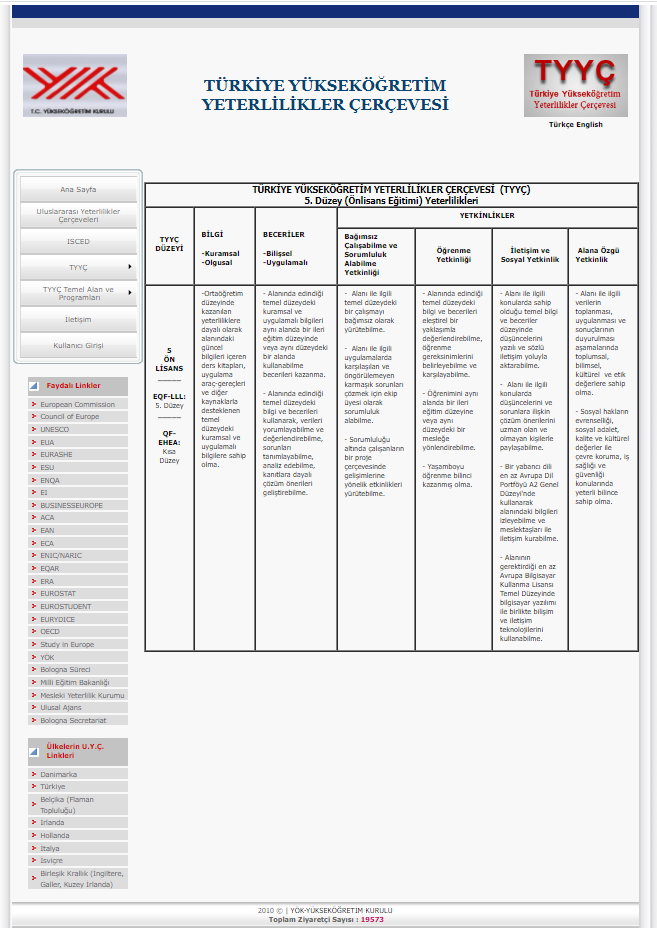 T.C. YÜKSEKÖĞRETİM KURULU
TÜRKİYE YÜKSEKÖĞRETİM
YETERLİLİKLER ÇERÇEVESİ
TYYÇ
Türkiye Yükseköğretim
Yeterlilikler Çerçevesi
Türkçe English
Ana Sayfa
Uluslararası Yeterlilikler
Çerçeveleri
ISCED
TYYÇ
TYYÇ Temel Alan ve
Programları
İletişim
Kullanıcı Girişi
Faydalı Linkler
European Commission
Council of Europe
UNESCO
EUA
EURASHE
ESU
ENQA
EI
BUSINESSEUROPE
ACA
EAN
ECA
ENIC/NARIC
EQAR
ERA
EUROSTAT
EUROSTUDENT
EURYDICE
OECD
Study in Europe
YÖK
Bologna Süreci
Milli Eğitim Bakanlığı
Mesleki Yeterlilik Kurumu
Ulusal Ajans
Bologna Secretariat
Ülkelerin U.Y.Ç.
Linkleri
Danimarka
Türkiye
Belçika (Flaman
Topluluğu)
İrlanda
Hollanda
İtalya
İsviçre
Birleşik Krallık (İngiltere,
Galler, Kuzey İrlanda)
TÜRKİYE YÜKSEKÖĞRETİM YETERLİLİKLER ÇERÇEVESİ (TYYÇ)
5. Düzey (Önlisans Eğitimi) Yeterlilikleri
TYYÇ
DÜZEYİ
BİLGİ
-Kuramsal
-Olgusal
BECERİLER
-Bilişsel
-Uygulamalı
YETKİNLİKLER
Bağımsız
Çalışabilme ve
Sorumluluk
Alabilme
Yetkinliği
Öğrenme
Yetkinliği
İletişim ve
Sosyal Yetkinlik
Alana Özgü
Yetkinlik
5
ÖN
LİSANS
_____
EQF-LLL:
5. Düzey
_____
QF-
EHEA:
Kısa
Düzey
-Ortaöğretim
düzeyinde
kazanılan
yeterliliklere
dayalı olarak
alanındaki
güncel
bilgileri içeren
ders kitapları,
uygulama
araç-gereçleri
ve diğer
kaynaklarla
desteklenen
temel
düzeydeki
kuramsal ve
uygulamalı
bilgilere sahip
olma.
- Alanında edindiği
temel düzeydeki
kuramsal ve
uygulamalı bilgileri
aynı alanda bir ileri
eğitim düzeyinde
veya aynı düzeydeki
bir alanda
kullanabilme
becerileri kazanma.
- Alanında edindiği
temel düzeydeki
bilgi ve becerileri
kullanarak, verileri
yorumlayabilme ve
değerlendirebilme,
sorunları
tanımlayabilme,
analiz edebilme,
kanıtlara dayalı
çözüm önerileri
geliştirebilme.
- Alanı ile ilgili
temel düzeydeki
bir çalışmayı
bağımsız olarak
yürütebilme.
- Alanı ile ilgili
uygulamalarda
karşılaşılan ve
öngörülemeyen
karmaşık sorunları
çözmek için ekip
üyesi olarak
sorumluluk
alabilme.
- Sorumluluğu
altında çalışanların
bir proje
çerçevesinde
gelişimlerine
yönelik etkinlikleri
yürütebilme.
- Alanında edindiği
temel düzeydeki
bilgi ve becerileri
eleştirel bir
yaklaşımla
değerlendirebilme,
öğrenme
gereksinimlerini
belirleyebilme ve
karşılayabilme.
- Öğrenimini aynı
alanda bir ileri
eğitim düzeyine
veya aynı
düzeydeki bir
mesleğe
yönlendirebilme.
- Yaşamboyu
öğrenme bilinci
kazanmış olma.
- Alanı ile ilgili
konularda sahip
olduğu temel bilgi
ve beceriler
düzeyinde
düşüncelerini
yazılı ve sözlü
iletişim yoluyla
aktarabilme.
- Alanı ile ilgili
konularda
düşüncelerini ve
sorunlara ilişkin
çözüm önerilerini
uzman olan ve
olmayan kişilerle
paylaşabilme.
- Bir yabancı dili
en az Avrupa Dil
Portföyü A2 Genel
Düzeyi'nde
kullanarak
alanındaki bilgileri
izleyebilme ve
meslektaşları ile
iletişim kurabilme.
- Alanının
gerektirdiği en az
Avrupa Bilgisayar
Kullanma Lisansı
Temel Düzeyinde
bilgisayar yazılımı
ile birlikte bilişim
ve iletişim
teknolojilerini
kullanabilme.
- Alanı ile ilgili
verilerin
toplanması,
uygulanması ve
sonuçlarının
duyurulması
aşamalarında
toplumsal,
bilimsel,
kültürel ve etik
değerlere sahip
olma.
- Sosyal hakların
evrenselliği,
sosyal adalet,
kalite ve kültürel
değerler ile
çevre koruma, iş
sağlığı ve
güvenliği
konularında
yeterli bilince
sahip olma.
2010 © | YÖK-YÜKSEKÖĞRETİM KURULU
Toplam Ziyaretçi Sayısı : 19573